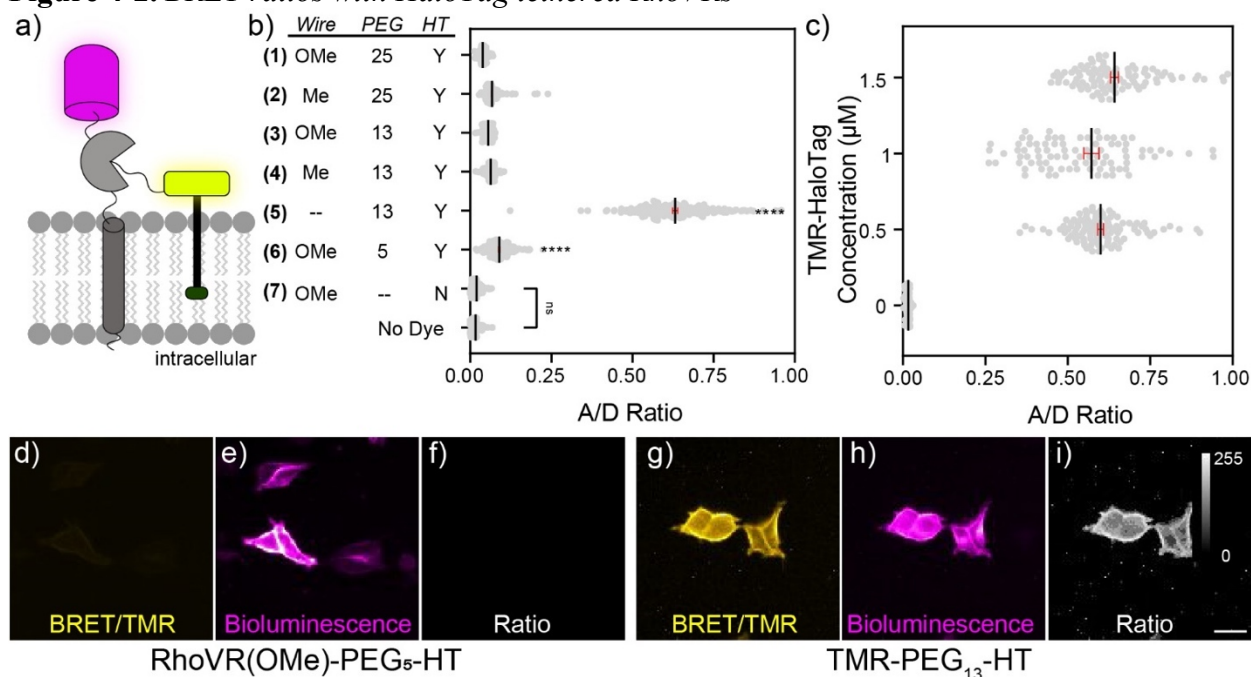 Figure 4-2. BRET ratios with HaloTag tethered RhoVRs
a)
intracellular
b) Wire PEG HT
(1) OMe 25 Y
(2) Me 25 Y
(3) OMe 13 Y
(4) Me 13 Y
(5) -- 13 Y
****
(6) OMe 5 Y
****
(7) OMe -- N
ns
No Dye
0.00 0.25 0.50 0.75 1.00
A/D Ratio
c)
TMR-HaloTag
Concentration (µM)
1.5
1
0.5
0
0.00 0.25 0.50 0.75 1.00
A/D Ratio
d)
BRET/TMR
e)
Bioluminescence
f)
Ratio
RhoVR(OMe)-PEG₅-HT
g)
BRET/TMR
h)
Bioluminescence
i)
255
0
Ratio
TMR-PEG₁₃-HT